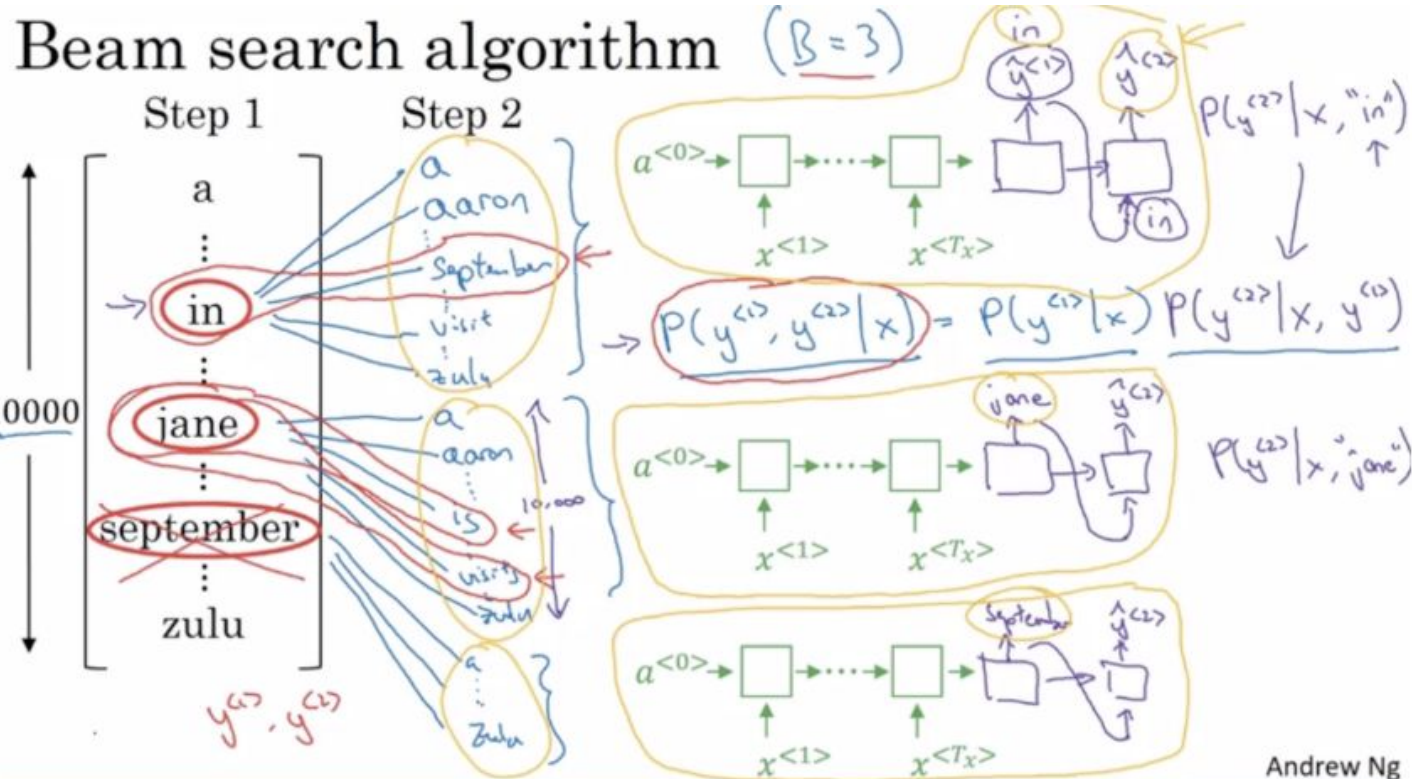 Beam search algorithm (B = 3)
Step 1 Step 2
a
⋮
in
⋮
jane
⋮
september
⋮
zulu
0000
y<1>, y<2>
a
aaron
⋮
September
⋮
visit
⋮
zulu
a
aaron
⋮
is
⋮
visits
⋮
zulu
10,000
a
⋮
Zulu
in
ŷ<1> ŷ<2>
a<0> ..... 
x<1> x<Tx>
in
P(y<2>|x, "in")
P(y<1>, y<2>|x) = P(y<1>|x) P(y<2>|x, y<1>)
jane ŷ<2>
a<0> .....
x<1> x<Tx>
P(y<2>|x, "jane")
September ŷ<2>
a<0> .....
x<1> x<Tx>
Andrew Ng